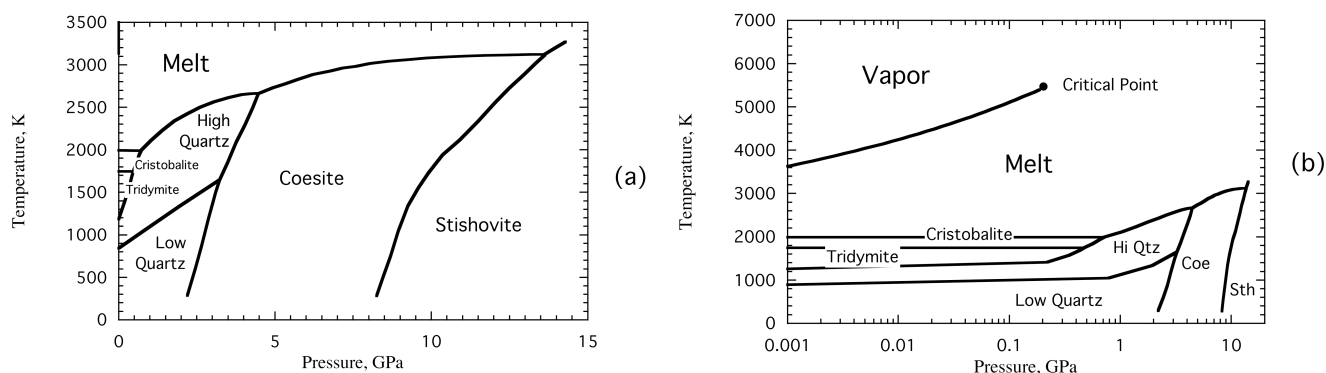 3500
3000
2500
2000
1500
1000
500
0
Temperature, K
Melt
High
Quartz
Cristobalite
Tridymite
Low
Quartz
Coesite
Stishovite
0
5
10
15
Pressure, GPa
(a)
7000
6000
5000
4000
3000
2000
1000
0
Temperature, K
Vapor
Critical Point
Melt
Cristobalite
Tridymite
Hi Qtz
Coe
Low Quartz
Sth
0.001
0.01
0.1
1
10
Pressure, GPa
(b)